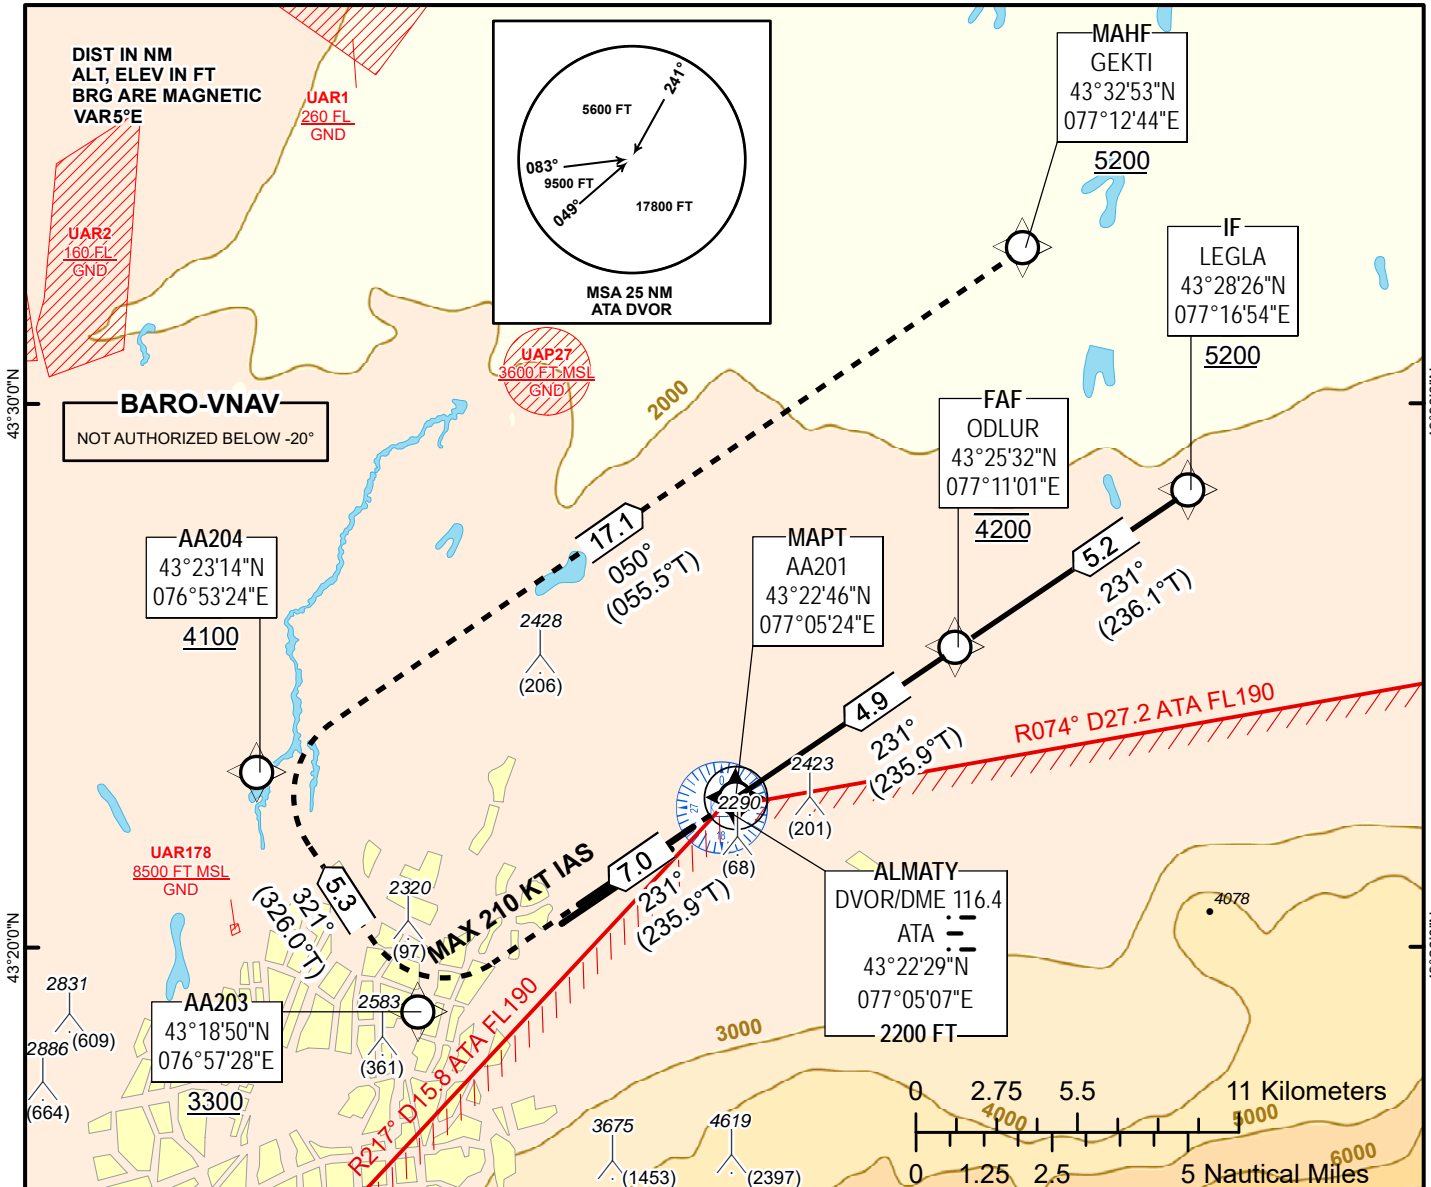 DIST IN NM
ALT, ELEV IN FT
BRG ARE MAGNETIC
VAR5°E
UAR1
260 FL
GND
UAR2
160 FL
GND
5600 FT
241°
083°
9500 FT
049°
17800 FT
MSA 25 NM
ATA DVOR
MAHF
GEKTI
43°32'53"N
077°12'44"E
5200
IF
LEGLA
43°28'26"N
077°16'54"E
5200
UAP27
3600 FT MSL
GND
2000
43°30'0"N
BARO-VNAV
NOT AUTHORIZED BELOW -20°
FAF
ODLUR
43°25'32"N
077°11'01"E
4200
AA204
43°23'14"N
076°53'24"E
4100
17.1
050°
(055.5°T)
MAPT
AA201
43°22'46"N
077°05'24"E
5.2
231°
(236.1°T)
2428
(206)
4.9
231°
(235.9°T)
R074° D27.2 ATA FL190
2423
(201)
2290
(68)
0
27
18
UAR178
8500 FT MSL
GND
5.3
321°
(326.0°T)
2320
(97)
MAX 210 KT IAS
7.0
231°
(235.9°T)
ALMATY
DVOR/DME 116.4
ATA
43°22'29"N
077°05'07"E
2200 FT
4078
43°20'0"N
2831
(609)
2886
(664)
AA203
43°18'50"N
076°57'28"E
3300
2583
(361)
R217° D15.8 ATA FL190
3000
4000
5000
6000
3675
(1453)
4619
(2397)
0 2.75 5.5 11 Kilometers
0 1.25 2.5 5 Nautical Miles